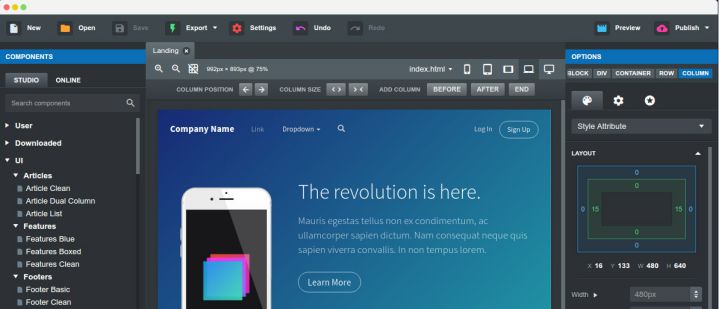 New Open Save Export Settings Undo Redo Preview Publish
COMPONENTS
STUDIO ONLINE
Search components
User
Downloaded
UI
Articles
Article Clean
Article Dual Column
Article List
Features
Features Blue
Features Boxed
Features Clean
Footers
Footer Basic
Footer Clean
Landing
992px × 893px @ 75%
index.html
COLUMN POSITION COLUMN SIZE ADD COLUMN BEFORE AFTER END
Company Name Link Dropdown Log In Sign Up
The revolution is here.
Mauris egestas tellus non ex condimentum, ac
ullamcorper sapien dictum. Nam consequat neque quis
sapien viverra convallis. In non tempus lorem.
Learn More
OPTIONS
BLOCK DIV CONTAINER ROW COLUMN
Style Attribute
LAYOUT
0
0
0 15 15 0
0
0
X 16 Y 133 W 480 H 640
Width 480px